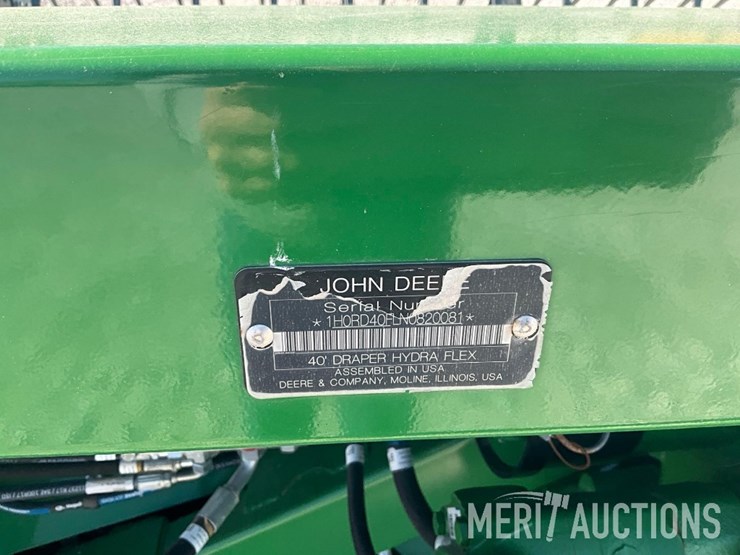 JOHN DEERE
Serial Number
*1H0RD40FLN0820081*
40' DRAPER HYDRA FLEX
ASSEMBLED IN USA
DEERE & COMPANY, MOLINE, ILLINOIS, USA
MERIT AUCTIONS